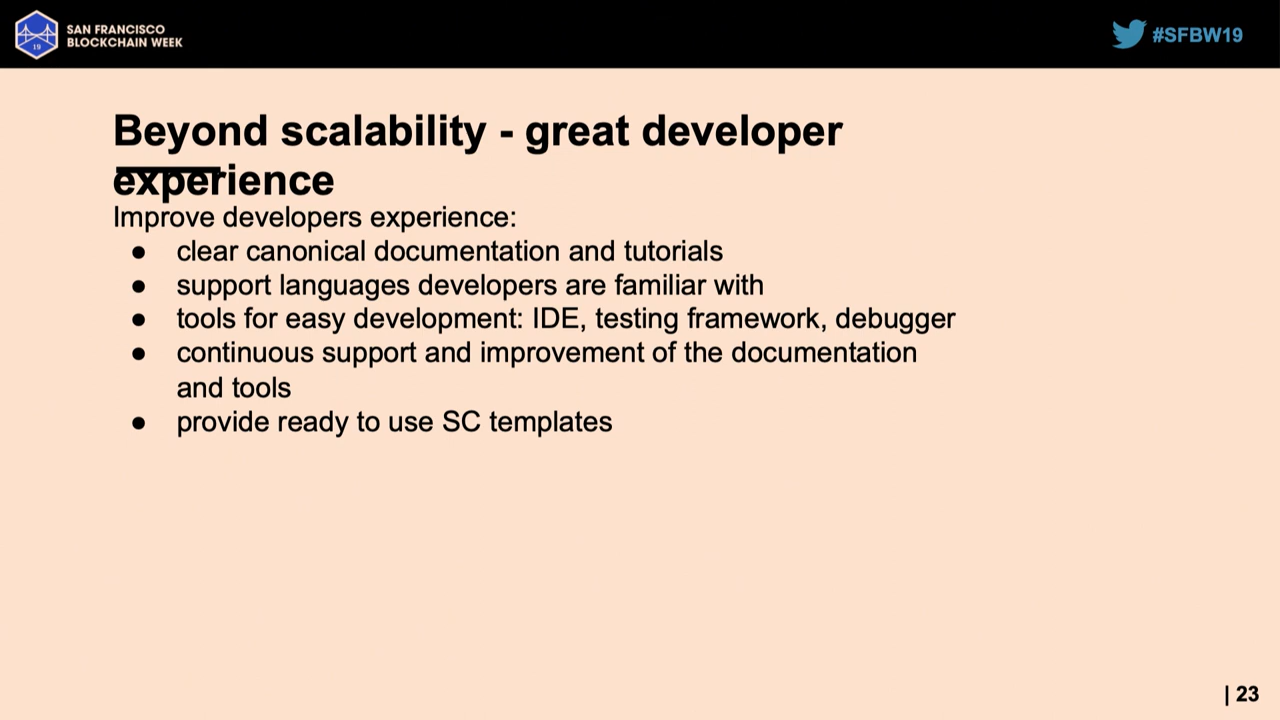 SAN FRANCISCO
BLOCKCHAIN WEEK
19
#SFBW19
Beyond scalability - great developer
experience
Improve developers experience:
● clear canonical documentation and tutorials
● support languages developers are familiar with
● tools for easy development: IDE, testing framework, debugger
● continuous support and improvement of the documentation
and tools
● provide ready to use SC templates
| 23